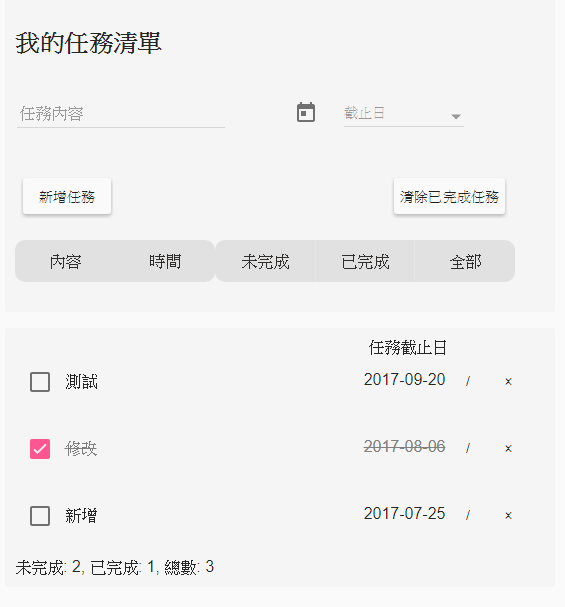 我的任務清單
任務內容 截止日
新增任務 清除已完成任務
內容 時間 未完成 已完成 全部
任務截止日
測試 2017-09-20 / ×
修改 2017-08-06 / ×
新增 2017-07-25 / ×
未完成: 2, 已完成: 1, 總數: 3